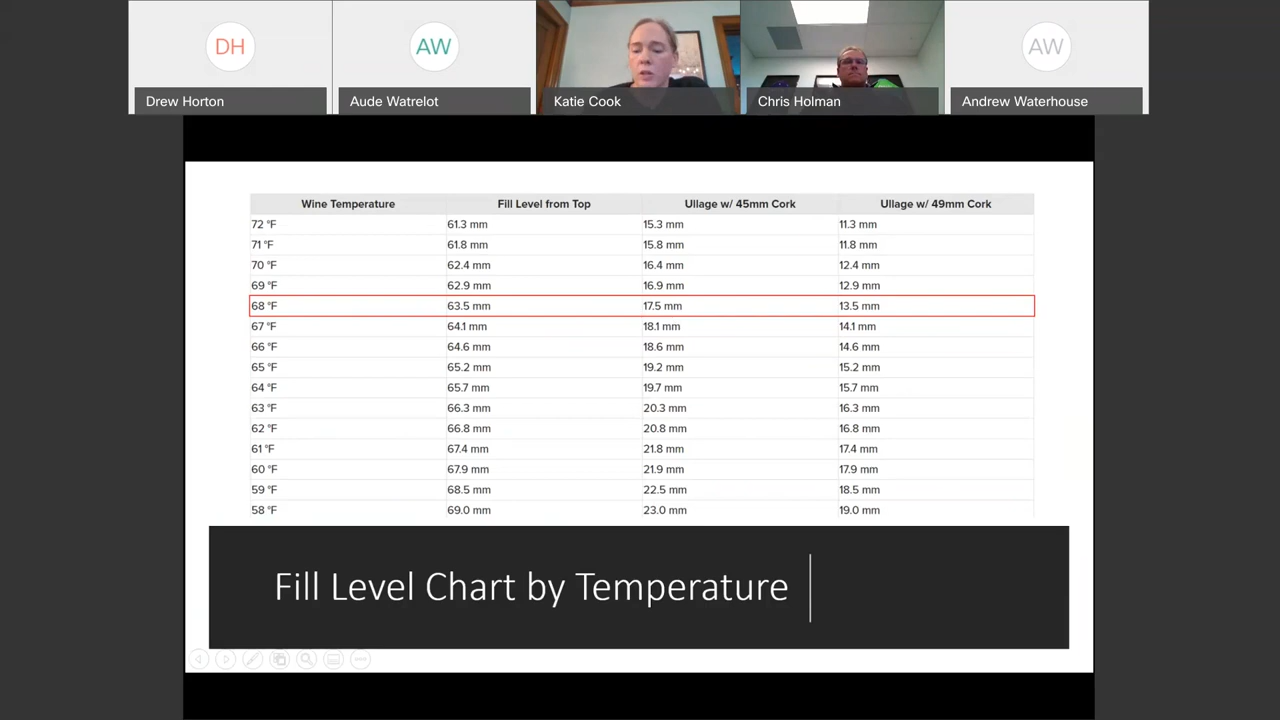 DH AW AW
Drew Horton Aude Watrelot Katie Cook Chris Holman Andrew Waterhouse
Wine Temperature Fill Level from Top Ullage w/ 45mm Cork Ullage w/ 49mm Cork
72 °F 61.3 mm 15.3 mm 11.3 mm
71 °F 61.8 mm 15.8 mm 11.8 mm
70 °F 62.4 mm 16.4 mm 12.4 mm
69 °F 62.9 mm 16.9 mm 12.9 mm
68 °F 63.5 mm 17.5 mm 13.5 mm
67 °F 64.1 mm 18.1 mm 14.1 mm
66 °F 64.6 mm 18.6 mm 14.6 mm
65 °F 65.2 mm 19.2 mm 15.2 mm
64 °F 65.7 mm 19.7 mm 15.7 mm
63 °F 66.3 mm 20.3 mm 16.3 mm
62 °F 66.8 mm 20.8 mm 16.8 mm
61 °F 67.4 mm 21.8 mm 17.4 mm
60 °F 67.9 mm 21.9 mm 17.9 mm
59 °F 68.5 mm 22.5 mm 18.5 mm
58 °F 69.0 mm 23.0 mm 19.0 mm
Fill Level Chart by Temperature